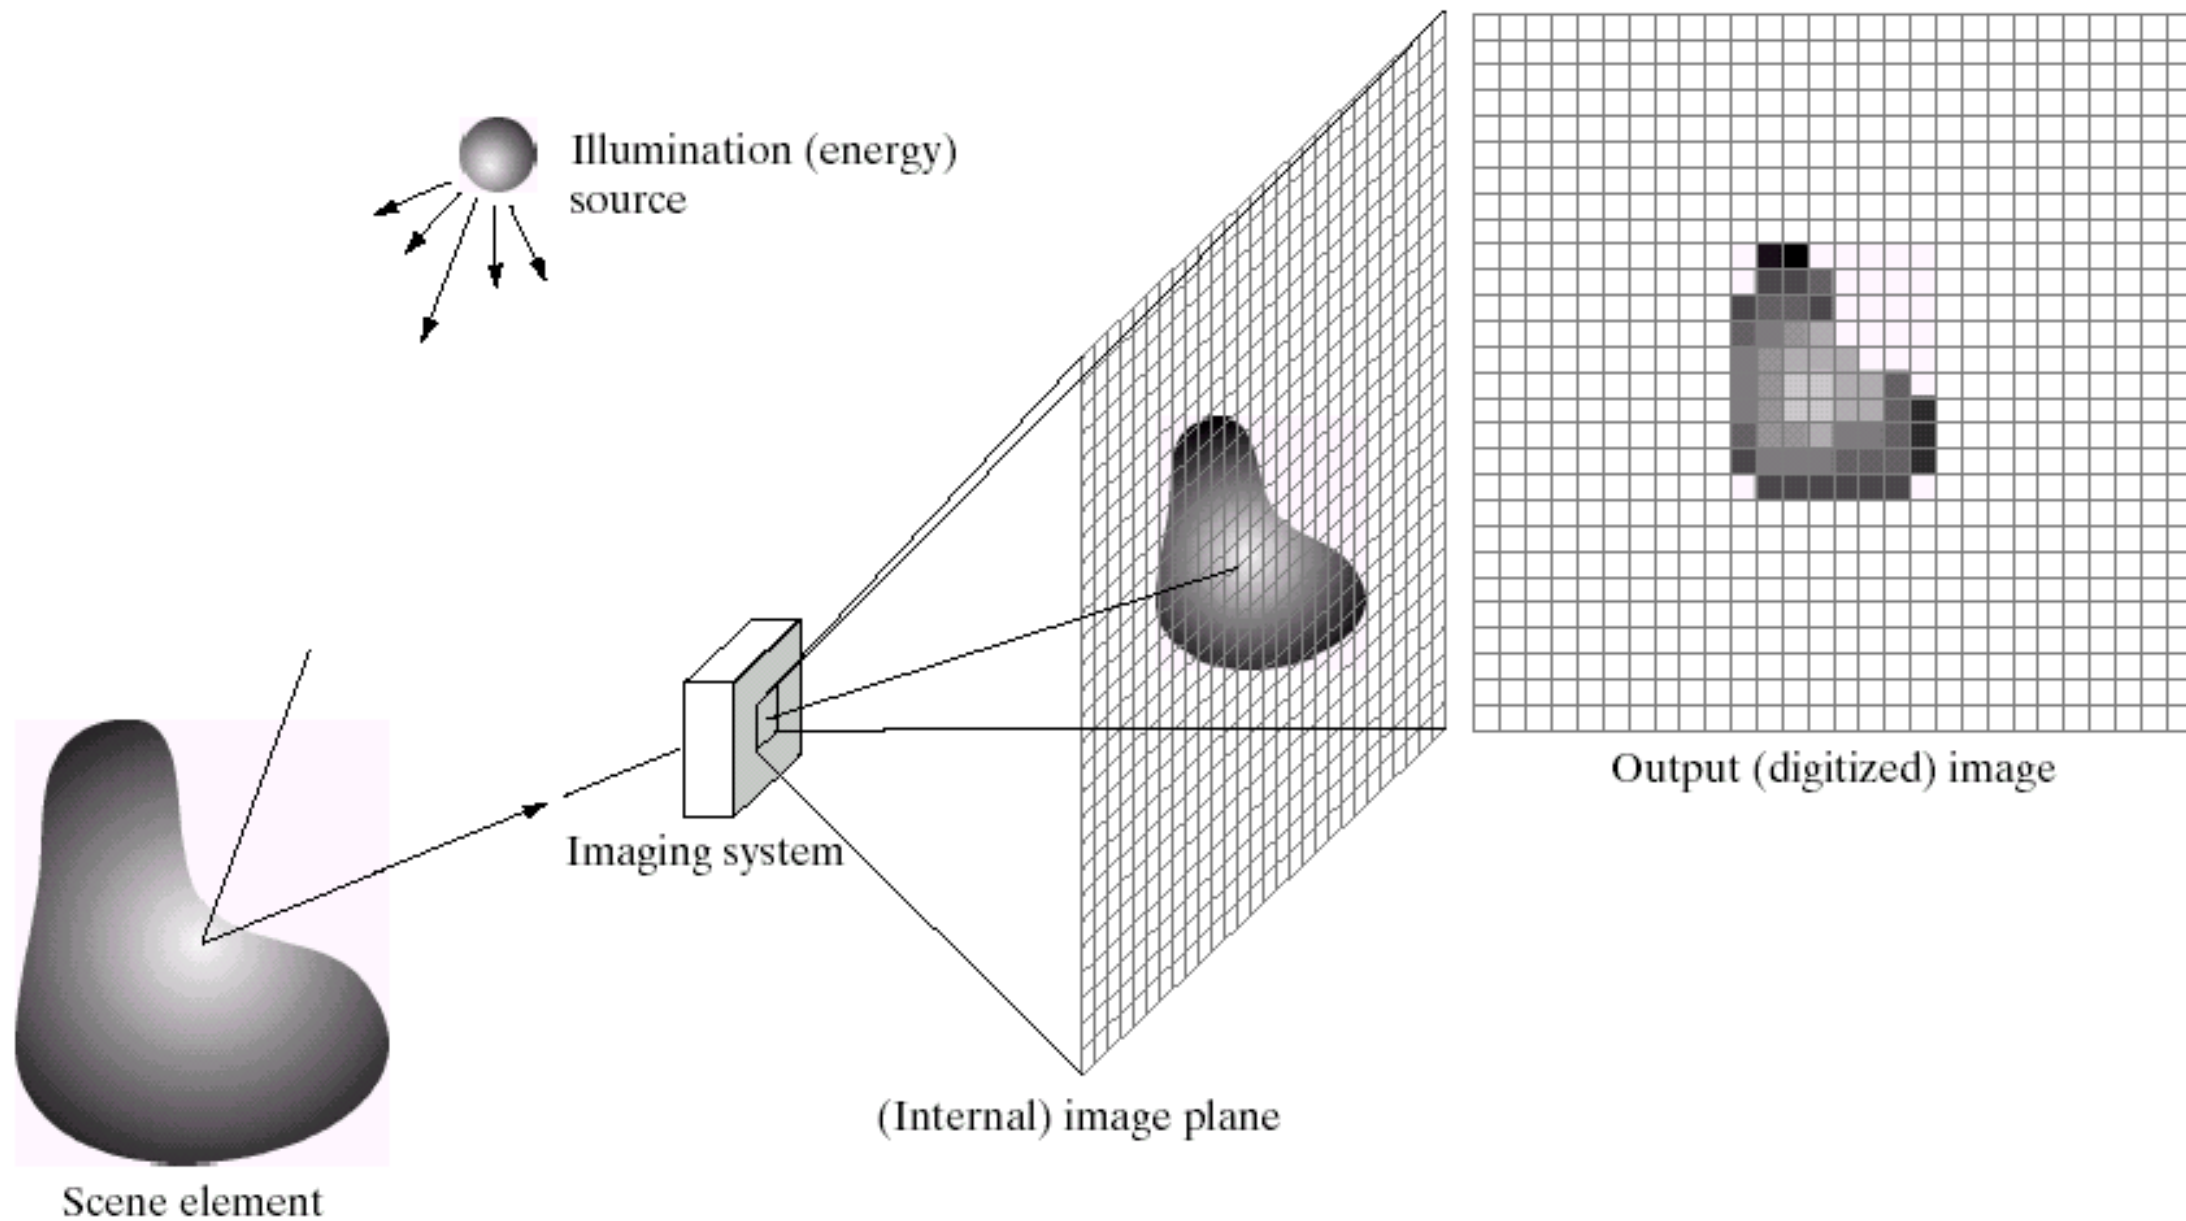 Illumination (energy)
source
Output (digitized) image
Imaging system
(Internal) image plane
Scene element